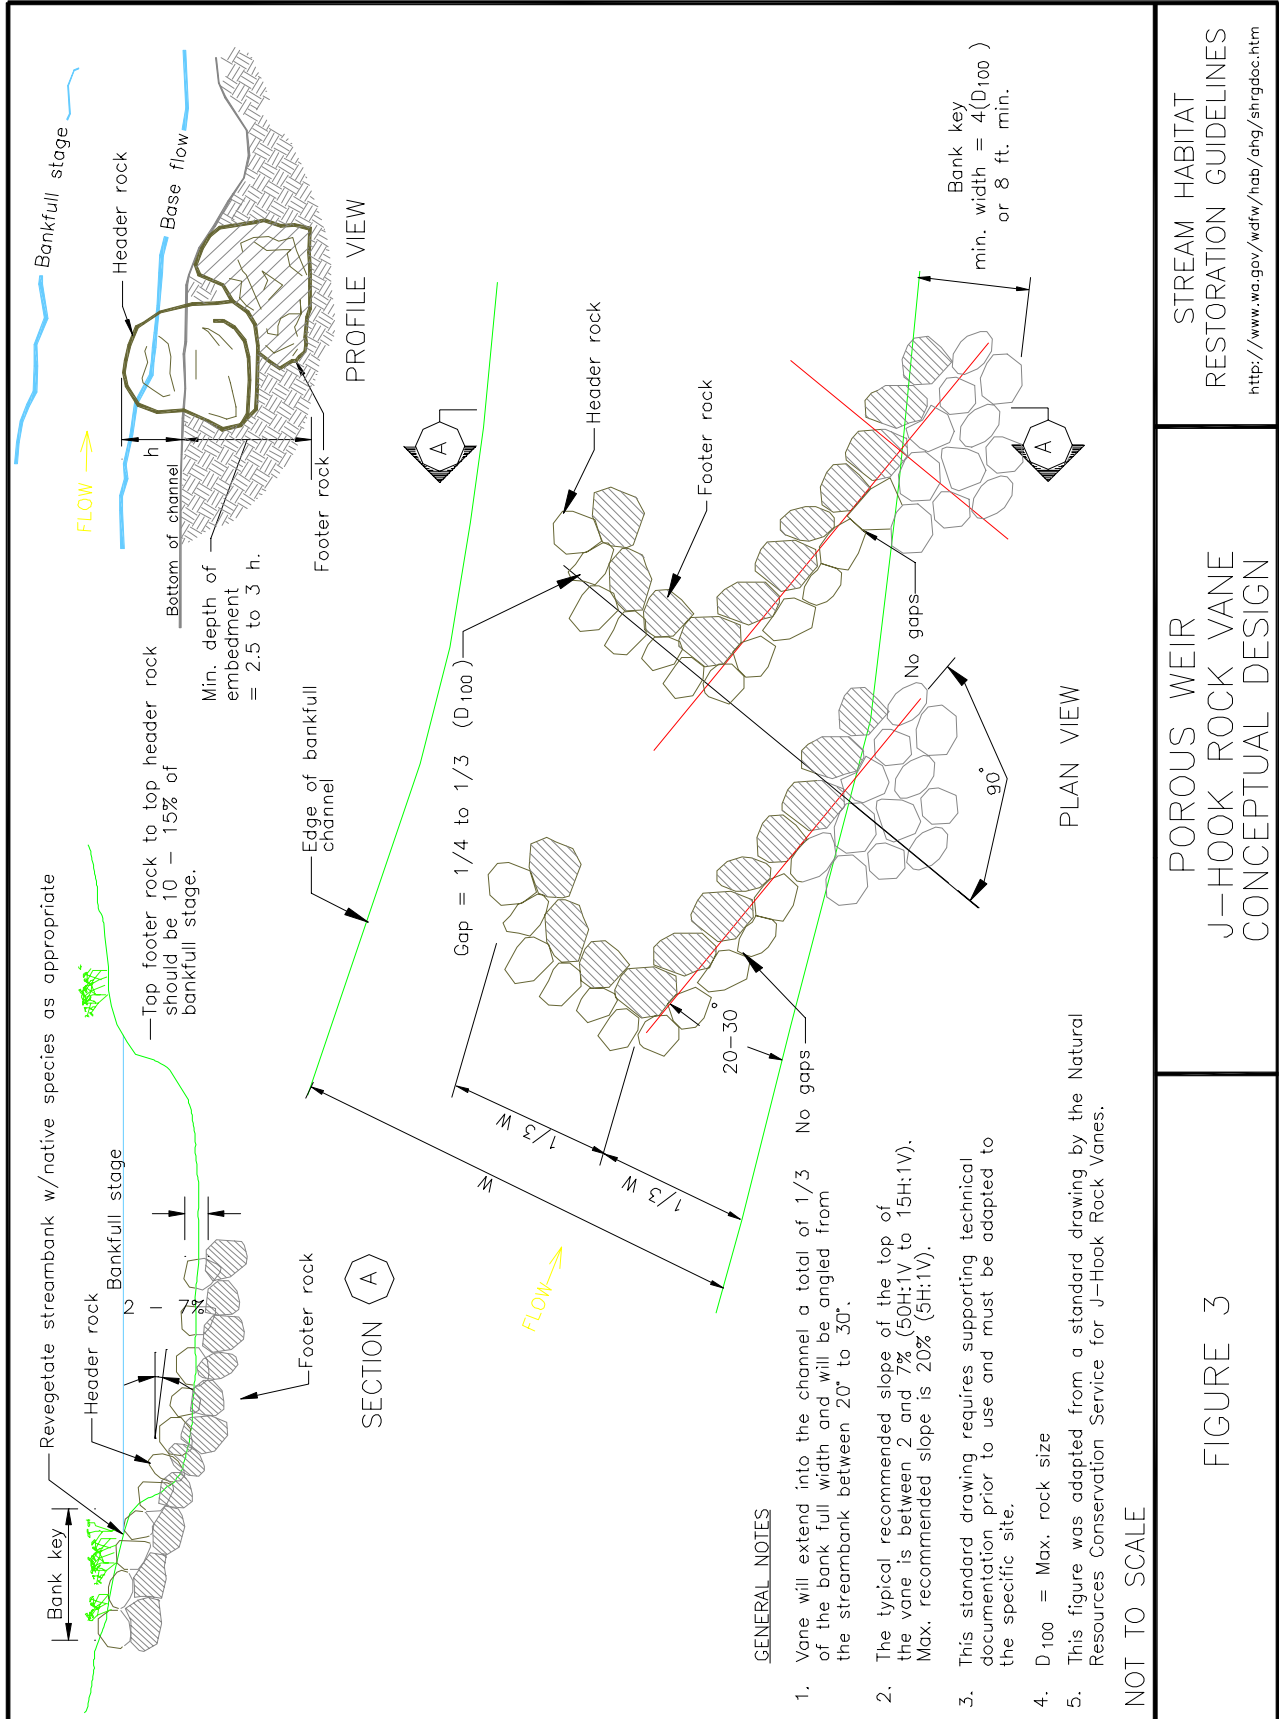 Revegetate streambank w/native species as appropriate
Bank key
Header rock
Bankfull stage
2 - 7%
Footer rock
SECTION
A
Top footer rock to top header rock
should be 10 - 15% of
bankfull stage.
Bankfull stage
Header rock
Base flow
FLOW
h
Bottom of channel
Min. depth of
embedment
= 2.5 to 3 h.
Footer rock
PROFILE VIEW
Edge of bankfull
channel
Gap = 1/4 to 1/3 (D100)
A
Header rock
Footer rock
Bank key
min. width = 4(D100)
or 8 ft. min.
A
No gaps
W
1/3 W
1/3 W
FLOW
20-30°
No gaps
90°
PLAN VIEW
GENERAL NOTES
1. Vane will extend into the channel a total of 1/3
of the bank full width and will be angled from
the streambank between 20° to 30°.
2. The typical recommended slope of the top of
the vane is between 2 and 7% (50H:1V to 15H:1V).
Max. recommended slope is 20% (5H:1V).
3. This standard drawing requires supporting technical
documentation prior to use and must be adapted to
the specific site.
4. D100 = Max. rock size
5. This figure was adapted from a standard drawing by the Natural
Resources Conservation Service for J-Hook Rock Vanes.
NOT TO SCALE
FIGURE 3
POROUS WEIR
J-HOOK ROCK VANE
CONCEPTUAL DESIGN
STREAM HABITAT
RESTORATION GUIDELINES
http://www.wa.gov/wdfw/hab/ahg/shrgdoc.htm